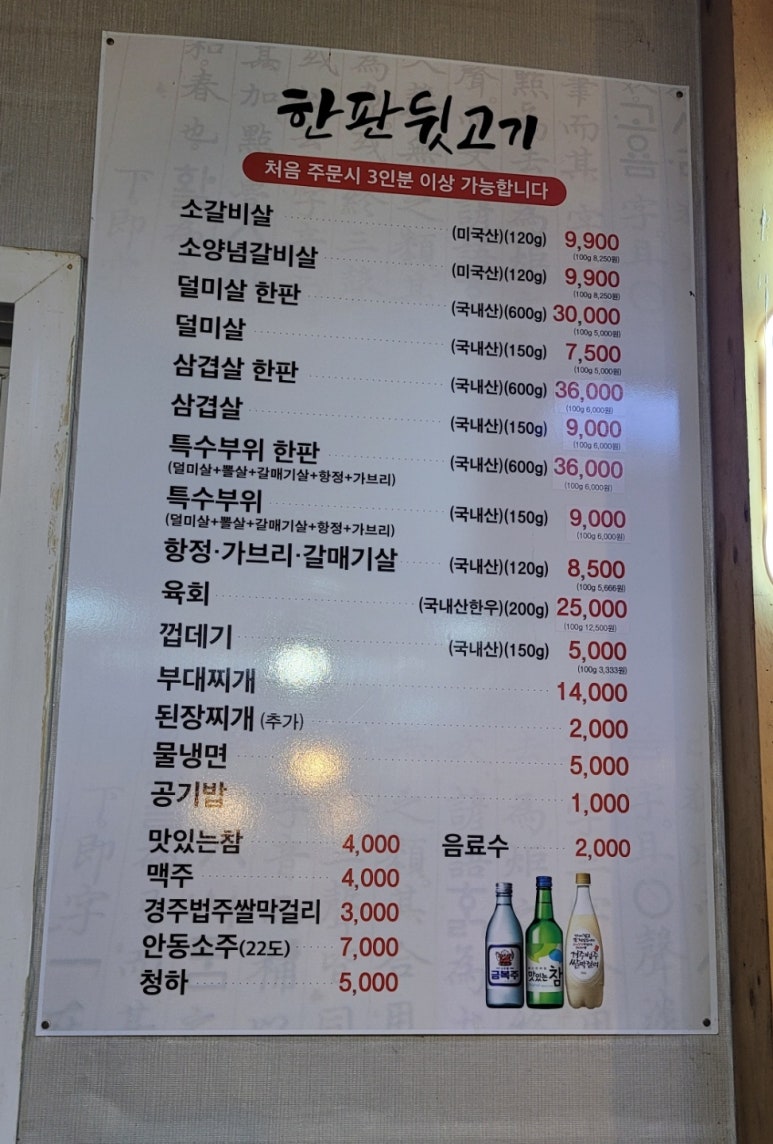 한판뒷고기
처음 주문시 3인분 이상 가능합니다
소갈비살 (미국산)(120g) 9,900
(100g 8,250원)
소양념갈비살 (미국산)(120g) 9,900
(100g 8,250원)
덜미살 한판 (국내산)(600g) 30,000
(100g 5,000원)
덜미살 (국내산)(150g) 7,500
(100g 5,000원)
삼겹살 한판 (국내산)(600g) 36,000
(100g 6,000원)
삼겹살 (국내산)(150g) 9,000
(100g 6,000원)
특수부위 한판 (국내산)(600g) 36,000
(덜미살+뽈살+갈매기살+항정+가브리) (100g 6,000원)
특수부위 (국내산)(150g) 9,000
(덜미살+뽈살+갈매기살+항정+가브리) (100g 6,000원)
항정·가브리·갈매기살 (국내산)(120g) 8,500
(100g 5,666원)
육회 (국내산한우)(200g) 25,000
(100g 12,500원)
껍데기 (국내산)(150g) 5,000
(100g 3,333원)
부대찌개 14,000
된장찌개 (추가) 2,000
물냉면 5,000
공기밥 1,000
맛있는참 4,000 음료수 2,000
맥주 4,000
경주법주쌀막걸리 3,000
안동소주(22도) 7,000
청하 5,000
금복주
맛있는참
경주법주
쌀막걸리